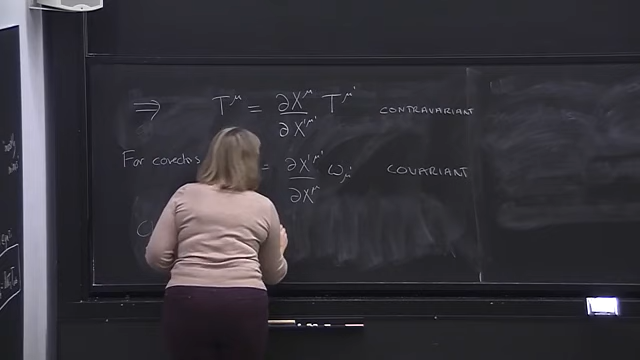 ⇒ T^μ = ∂X^μ / ∂X'^μ' T^μ' CONTRAVARIANT
For covectors = ∂X'^μ' / ∂X^μ ω_μ' COVARIANT